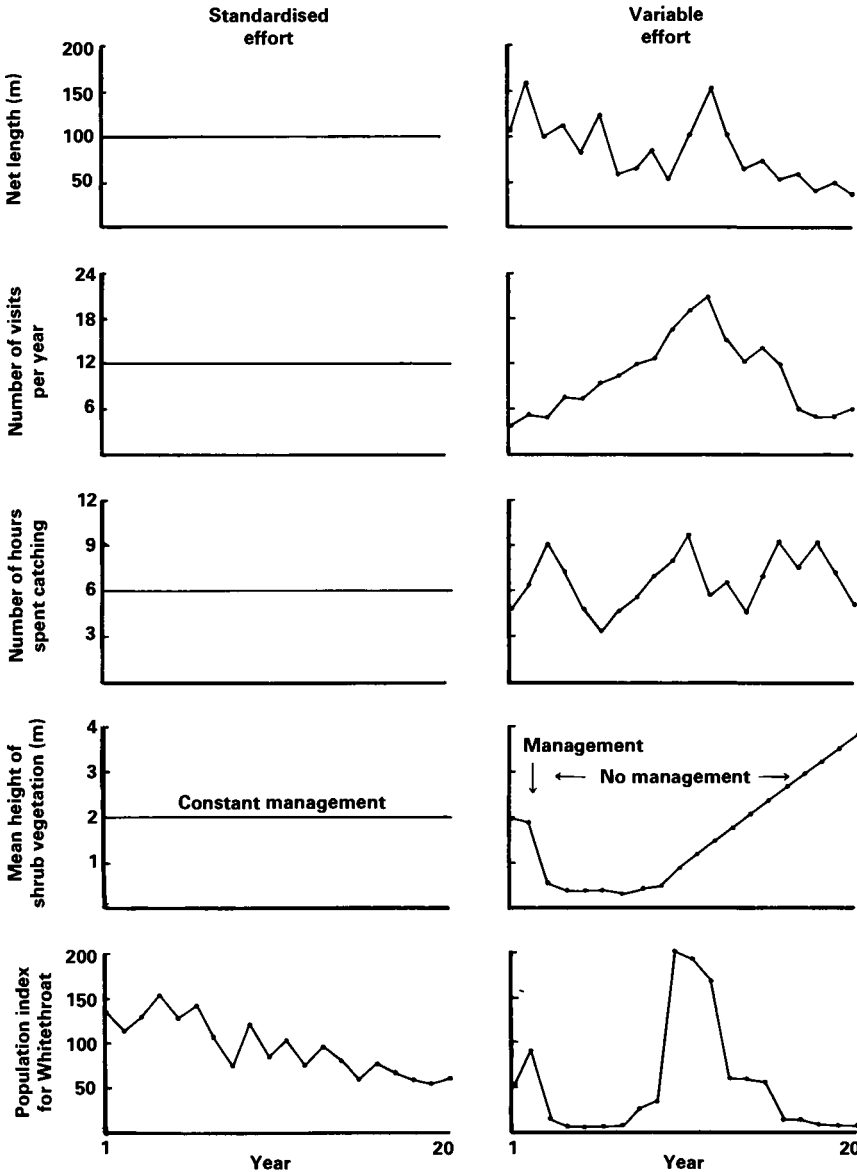 Standardised
effort
Variable
effort
Net length (m)
200
150
100
50
Number of visits
per year
24
18
12
6
Number of hours
spent catching
12
9
6
3
Mean height of
shrub vegetation (m)
4
3
2
1
Constant management
Management
No management
Population index
for Whitethroat
200
150
100
50
1
Year
20
1
Year
20